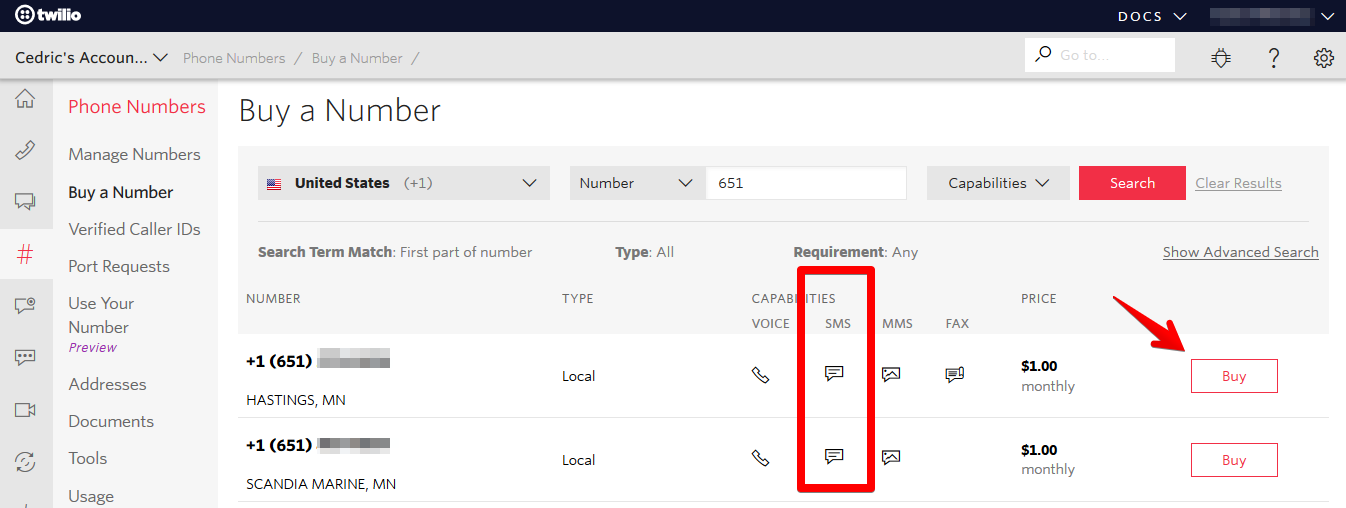 twilio
DOCS
Cedric's Accoun... Phone Numbers / Buy a Number /
Go to...
Phone Numbers
Manage Numbers
Buy a Number
Verified Caller IDs
Port Requests
Use Your
Number
Preview
Addresses
Documents
Tools
Usage
Buy a Number
United States (+1)
Number
651
Capabilities
Search
Clear Results
Search Term Match: First part of number
Type: All
Requirement: Any
Show Advanced Search
NUMBER TYPE CAPABILITIES PRICE
VOICE SMS MMS FAX
+1 (651)
HASTINGS, MN
Local
$1.00
monthly
Buy
+1 (651)
SCANDIA MARINE, MN
Local
$1.00
monthly
Buy